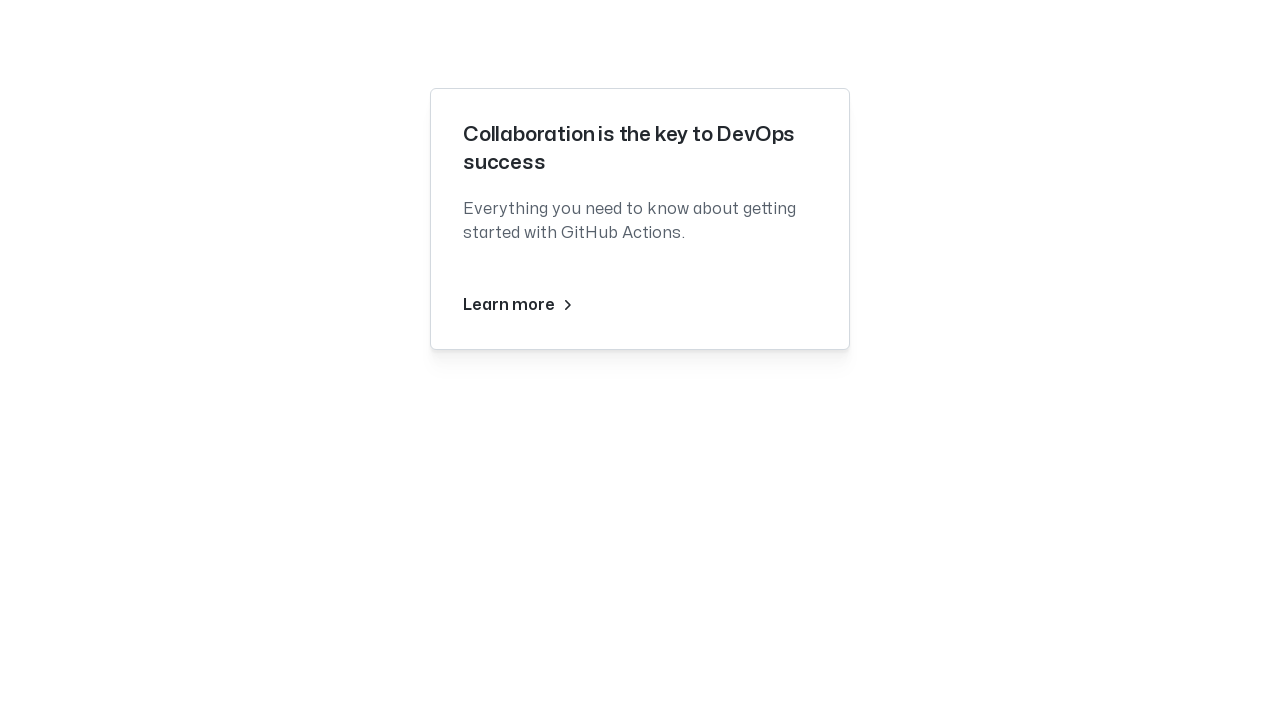 Collaboration is the key to DevOps
success
Everything you need to know about getting
started with GitHub Actions.
Learn more